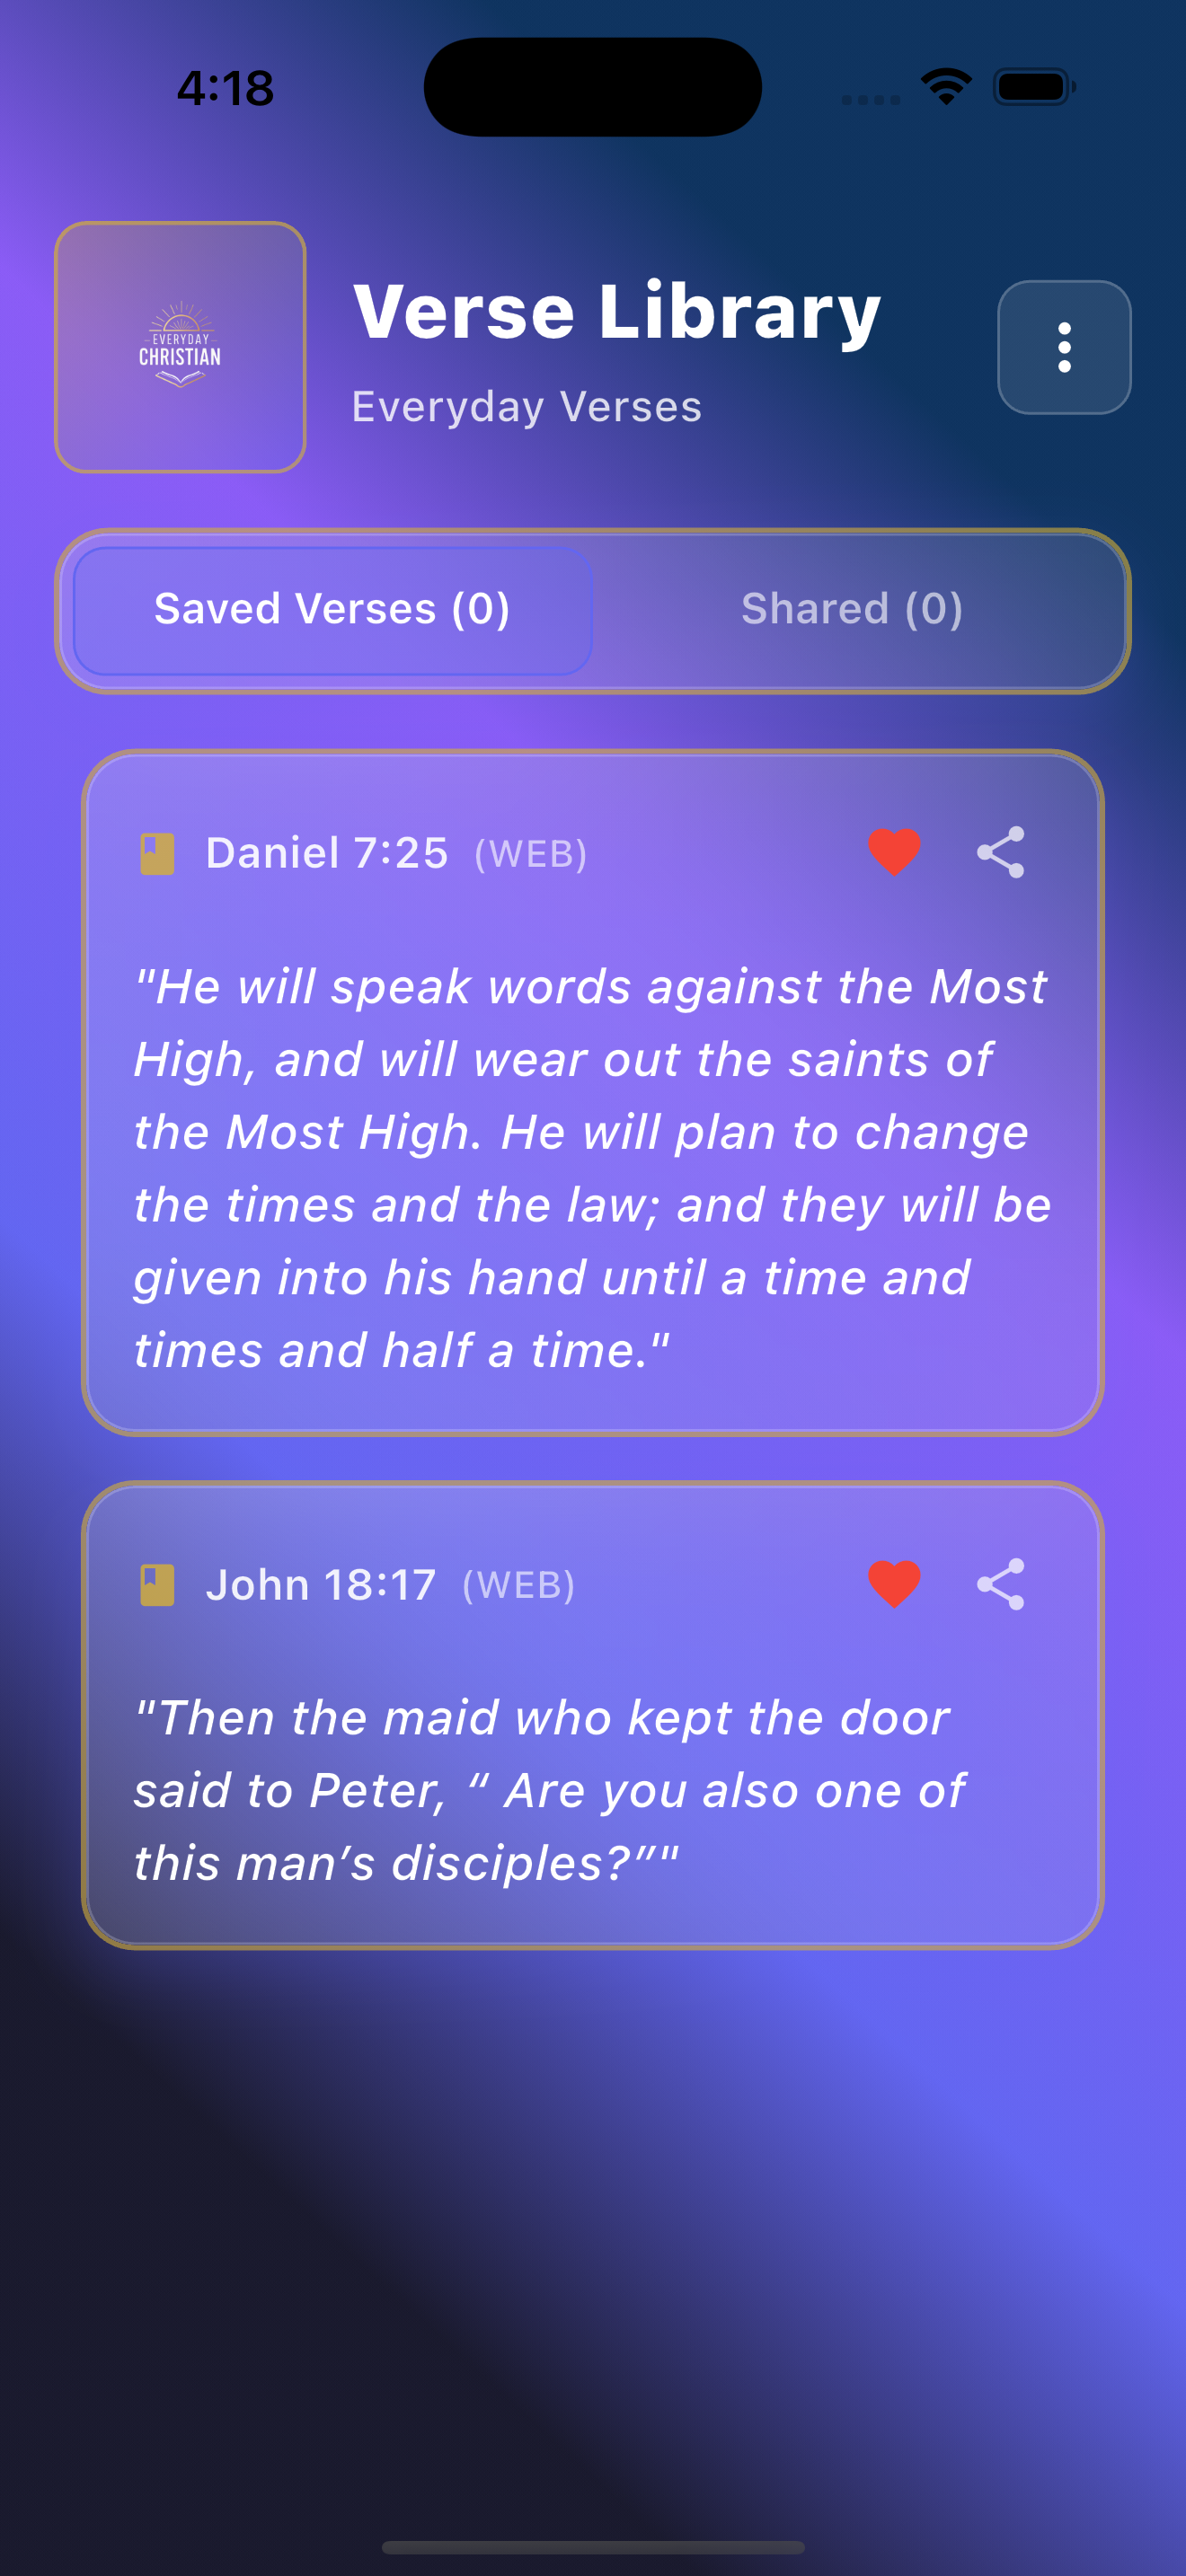 4:18
EVERYDAY
CHRISTIAN
Verse Library
Everyday Verses
Saved Verses (0)
Shared (0)
Daniel 7:25 (WEB)
"He will speak words against the Most
High, and will wear out the saints of
the Most High. He will plan to change
the times and the law; and they will be
given into his hand until a time and
times and half a time."
John 18:17 (WEB)
"Then the maid who kept the door
said to Peter, “ Are you also one of
this man’s disciples?”"